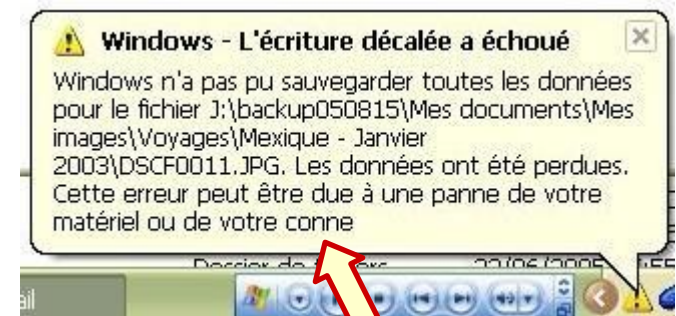 Windows - L'écriture décalée a échoué
Windows n'a pas pu sauvegarder toutes les données
pour le fichier J:\backup050815\Mes documents\Mes
images\Voyages\Mexique - Janvier
2003\DSCF0011.JPG. Les données ont été perdues.
Cette erreur peut être due à une panne de votre
matériel ou de votre conne
ail